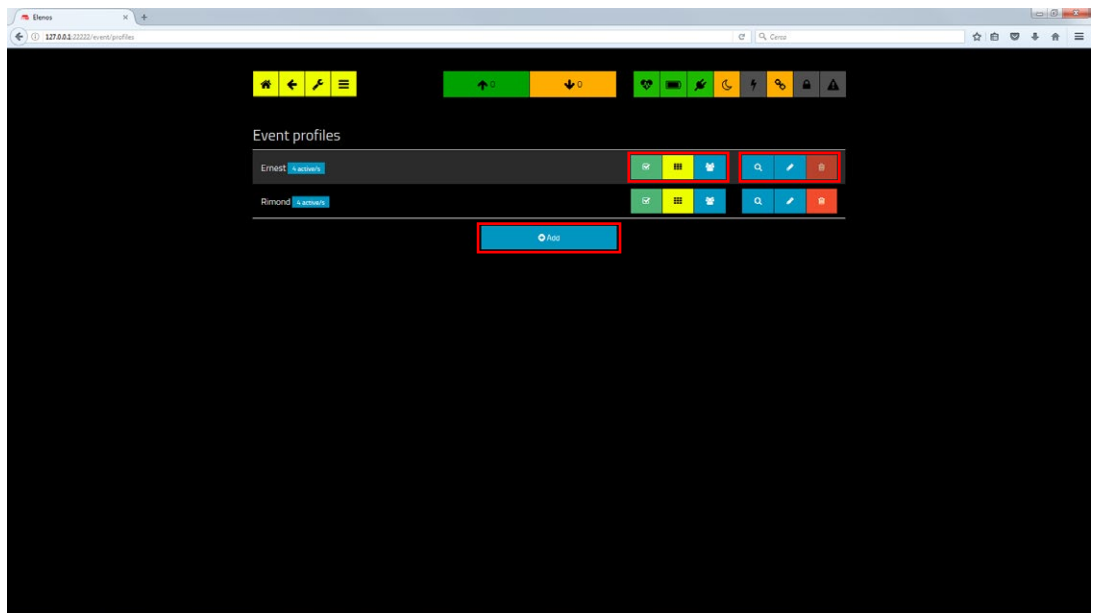 Elenos
127.0.0.1:22222/event/profiles
Cerca
0
0
Event profiles
Ernest 4 active/s
Rimond 4 active/s
Add